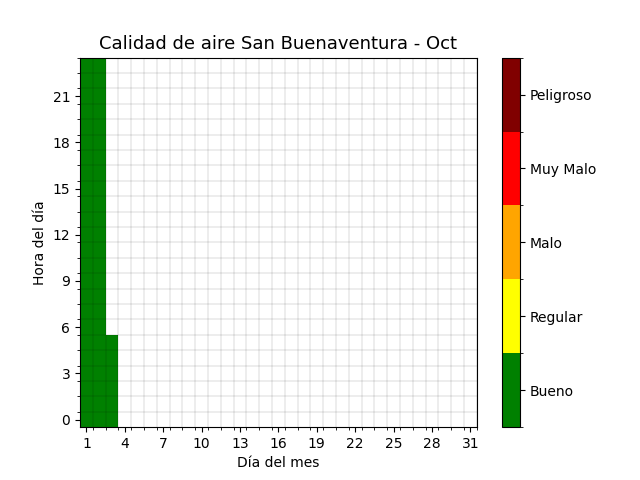 Calidad de aire San Buenaventura - Oct
Hora del día
21
18
15
12
9
6
3
0
1 4 7 10 13 16 19 22 25 28 31
Día del mes
Peligroso
Muy Malo
Malo
Regular
Bueno